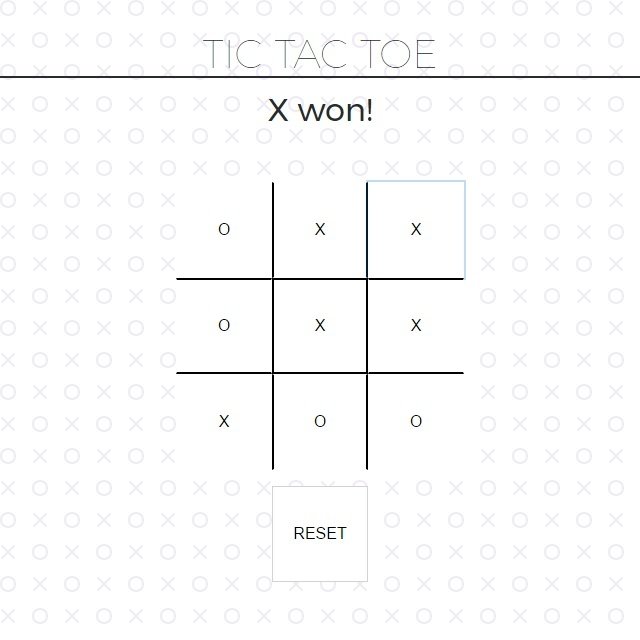 TIC TAC TOE
X won!
O X X
O X X
X O O
RESET